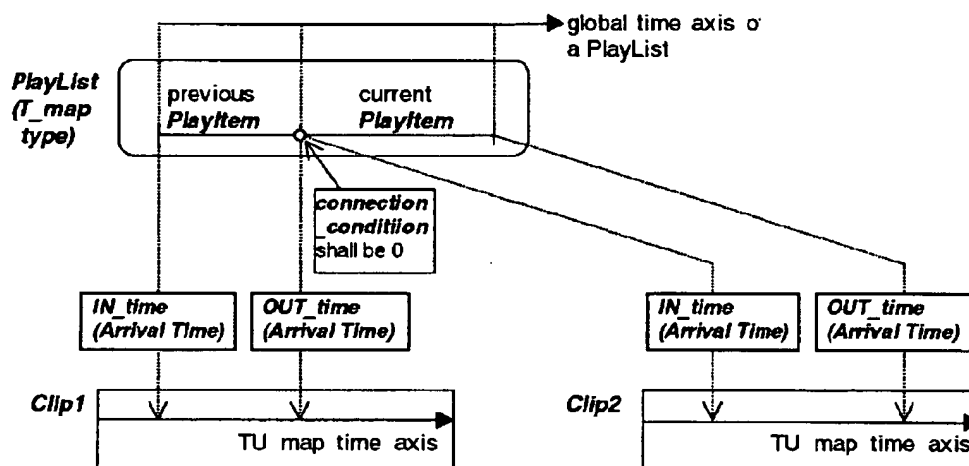 global time axis o
a PlayList
PlayList
(T_map
type)
previous
PlayItem
current
PlayItem
connection
_condition
shall be 0
IN_time
(Arrival Time)
OUT_time
(Arrival Time)
IN_time
(Arrival Time)
OUT_time
(Arrival Time)
Clip1
TU map time axis
Clip2
TU map time axis